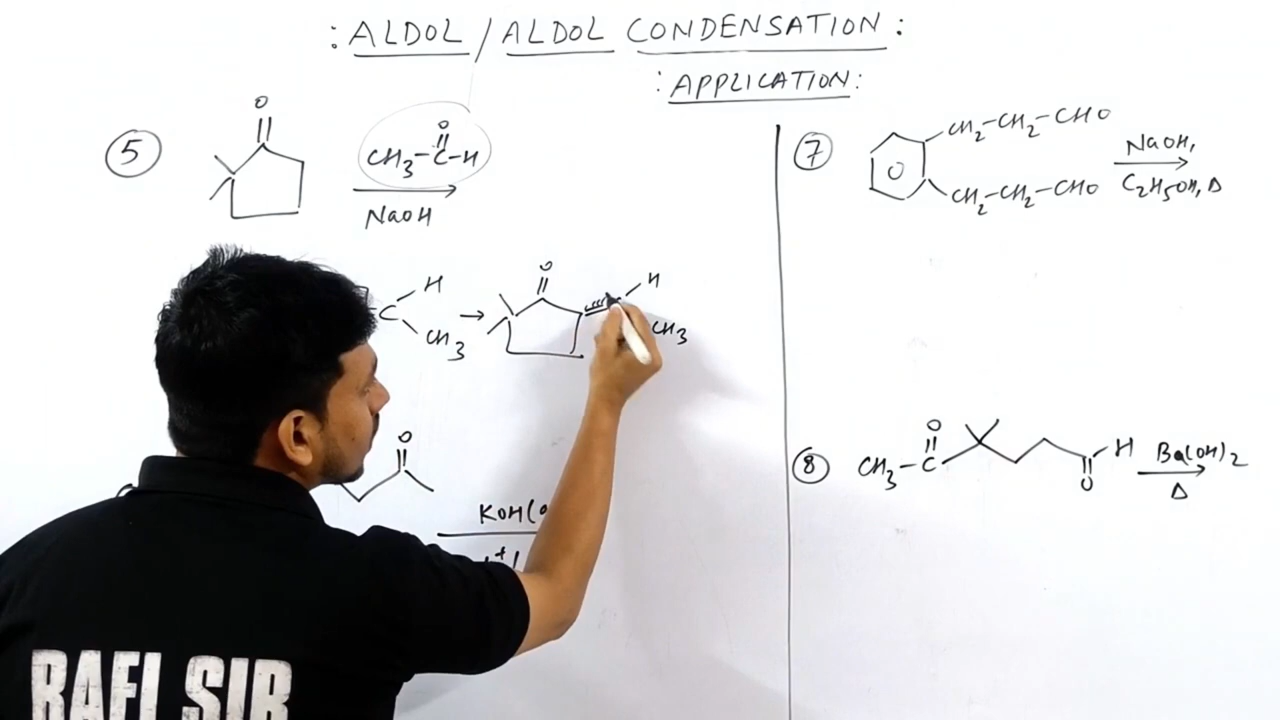 : ALDOL / ALDOL CONDENSATION :
: APPLICATION :
5
O
CH3-C-H
O
NaOH
H
C
CH3
→
O
H
CH3
O
KOH(
H+
7
CH2-CH2-CHO
O
CH2-CH2-CHO
NaOH,
C2H5OH, Δ
8
O
CH3-C
H
O
Ba(OH)2
Δ
RAFI SIR